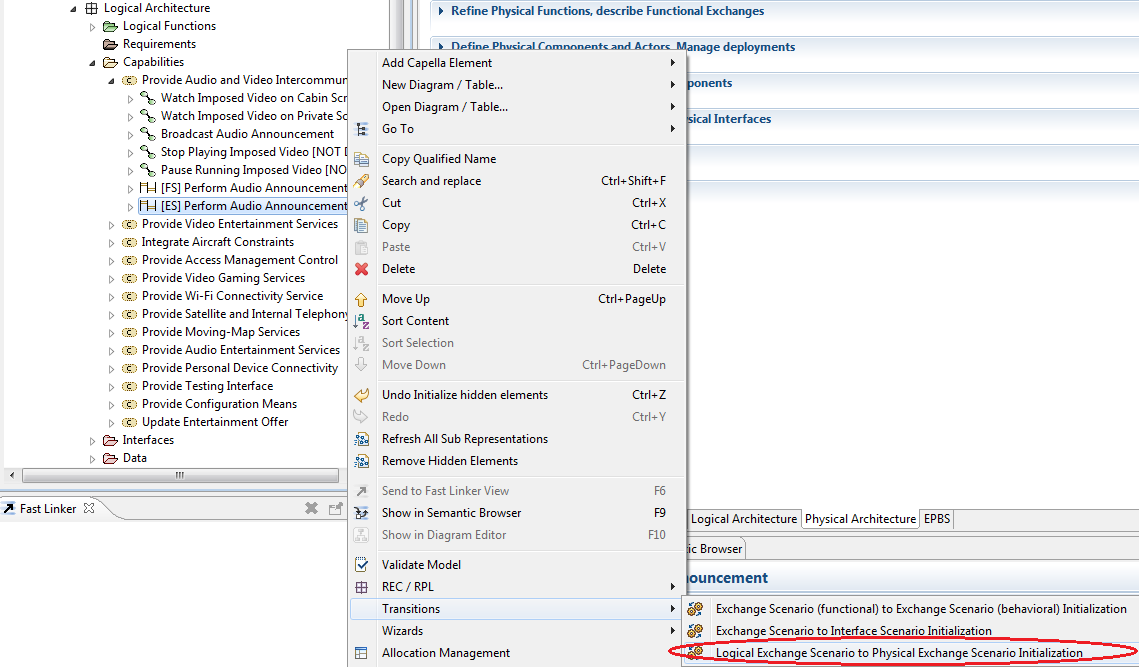 Logical Architecture
Logical Functions
Requirements
Capabilities
Provide Audio and Video Intercommun
Watch Imposed Video on Cabin Scr
Watch Imposed Video on Private Sc
Broadcast Audio Announcement
Stop Playing Imposed Video [NOT D
Pause Running Imposed Video [NO
[FS] Perform Audio Announcement
[ES] Perform Audio Announcement
Provide Video Entertainment Services
Integrate Aircraft Constraints
Provide Access Management Control
Provide Video Gaming Services
Provide Wi-Fi Connectivity Service
Provide Satellite and Internal Telephony
Provide Moving-Map Services
Provide Audio Entertainment Services
Provide Personal Device Connectivity
Provide Testing Interface
Provide Configuration Means
Update Entertainment Offer
Interfaces
Data
Fast Linker
Refine Physical Functions, describe Functional Exchanges
Define Physical Components and Actors, Manage deployments
ponents
sical Interfaces
Add Capella Element
New Diagram / Table...
Open Diagram / Table...
Go To
Copy Qualified Name
Search and replace Ctrl+Shift+F
Cut Ctrl+X
Copy Ctrl+C
Paste Ctrl+V
Delete Delete
Move Up Ctrl+PageUp
Sort Content
Sort Selection
Move Down Ctrl+PageDown
Undo Initialize hidden elements Ctrl+Z
Redo Ctrl+Y
Refresh All Sub Representations
Remove Hidden Elements
Send to Fast Linker View F6
Show in Semantic Browser F9
Show in Diagram Editor F10
Validate Model
REC / RPL
Transitions
Wizards
Allocation Management
Logical Architecture Physical Architecture EPBS
ic Browser
nouncement
Exchange Scenario (functional) to Exchange Scenario (behavioral) Initialization
Exchange Scenario to Interface Scenario Initialization
Logical Exchange Scenario to Physical Exchange Scenario Initialization